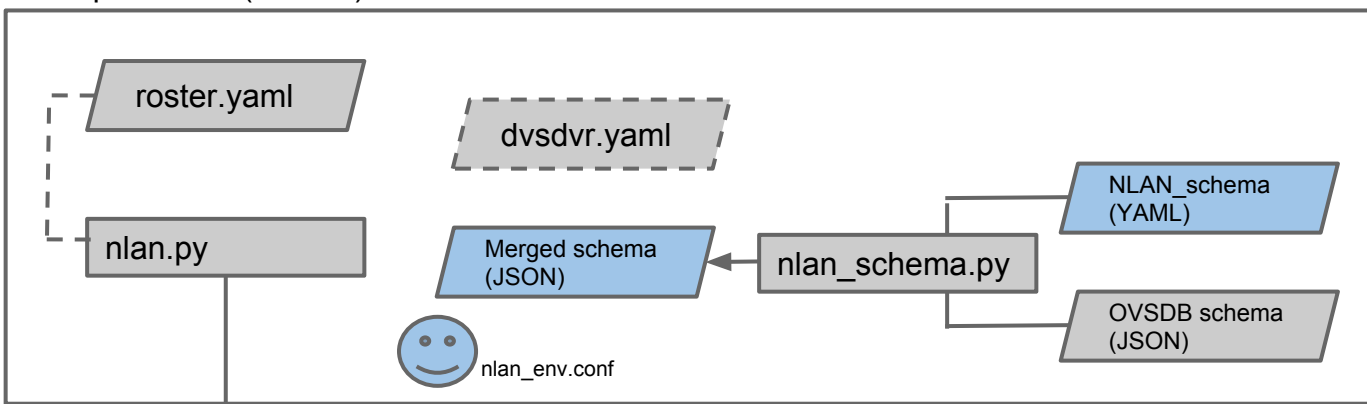 roster.yaml
dvsdvr.yaml
NLAN_schema
(YAML)
nlan.py
Merged schema
(JSON)
nlan_schema.py
OVSDB schema
(JSON)
nlan_env.conf